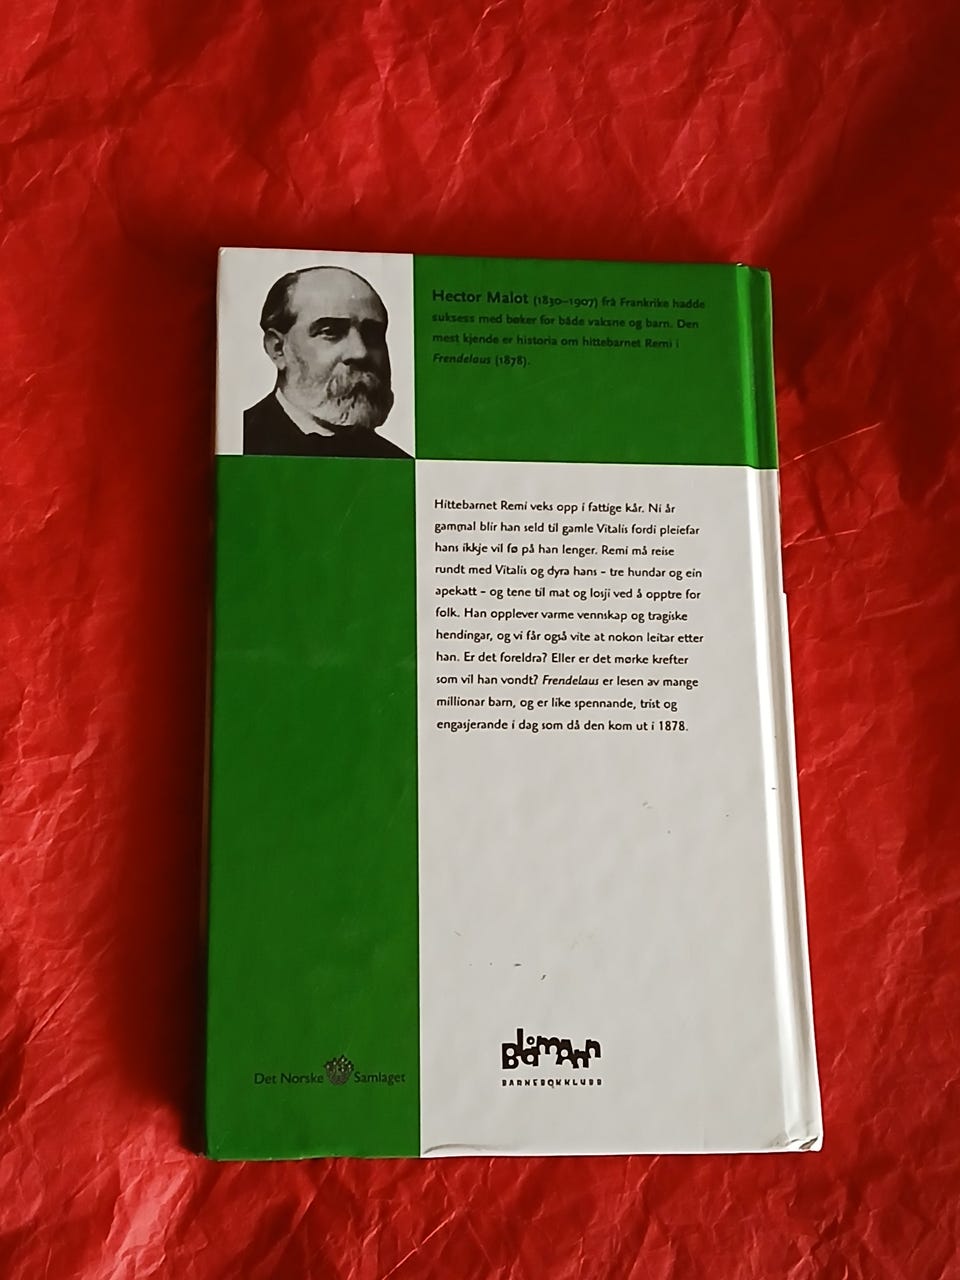 Hector Malot (1830–1907) frå Frankrike hadde
suksess med bøker for både vaksne og barn. Den
mest kjende er historia om hittebarnet Remi i
Frendelaus (1878).
Hittebarnet Remi veks opp i fattige kår. Ni år
gammal blir han seld til gamle Vitalis fordi pleiefar
hans ikkje vil fø på han lenger. Remi må reise
rundt med Vitalis og dyra hans – tre hundar og ein
apekatt – og tene til mat og losji ved å opptre for
folk. Han opplever varme vennskap og tragiske
hendingar, og vi får også vite at nokon leitar etter
han. Er det foreldra? Eller er det mørke krefter
som vil han vondt? Frendelaus er lesen av mange
millionar barn, og er like spennande, trist og
engasjerande i dag som då den kom ut i 1878.
Det Norske Samlaget
Blåmann
BARNEBOKKLUBB